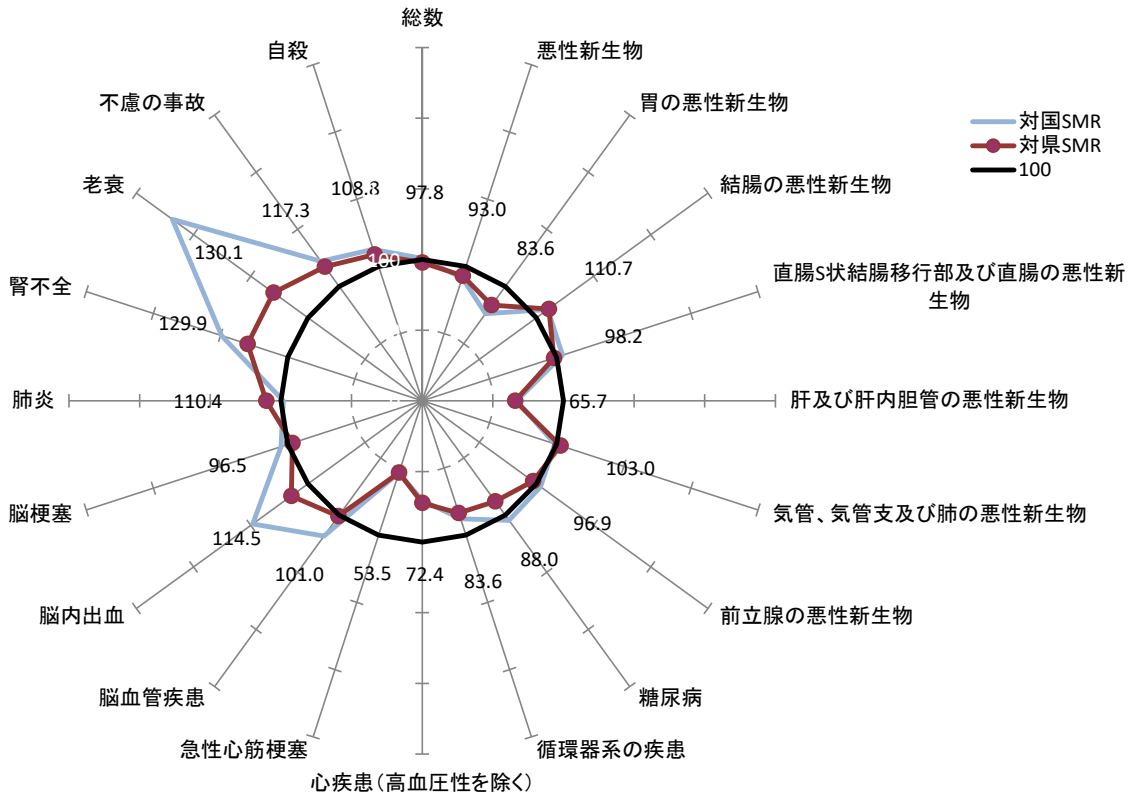 総数
自殺
悪性新生物
不慮の事故
胃の悪性新生物
対国SMR
対県SMR
100
老衰
結腸の悪性新生物
108.8
97.8
93.0
117.3
83.6
130.1
110.7
100
腎不全
直腸S状結腸移行部及び直腸の悪性新
生物
129.9
98.2
肺炎
110.4
65.7
肝及び肝内胆管の悪性新生物
96.5
103.0
脳梗塞
気管、気管支及び肺の悪性新生物
114.5
96.9
101.0
53.5
72.4
83.6
88.0
脳内出血
前立腺の悪性新生物
脳血管疾患
糖尿病
急性心筋梗塞
循環器系の疾患
心疾患(高血圧性を除く)